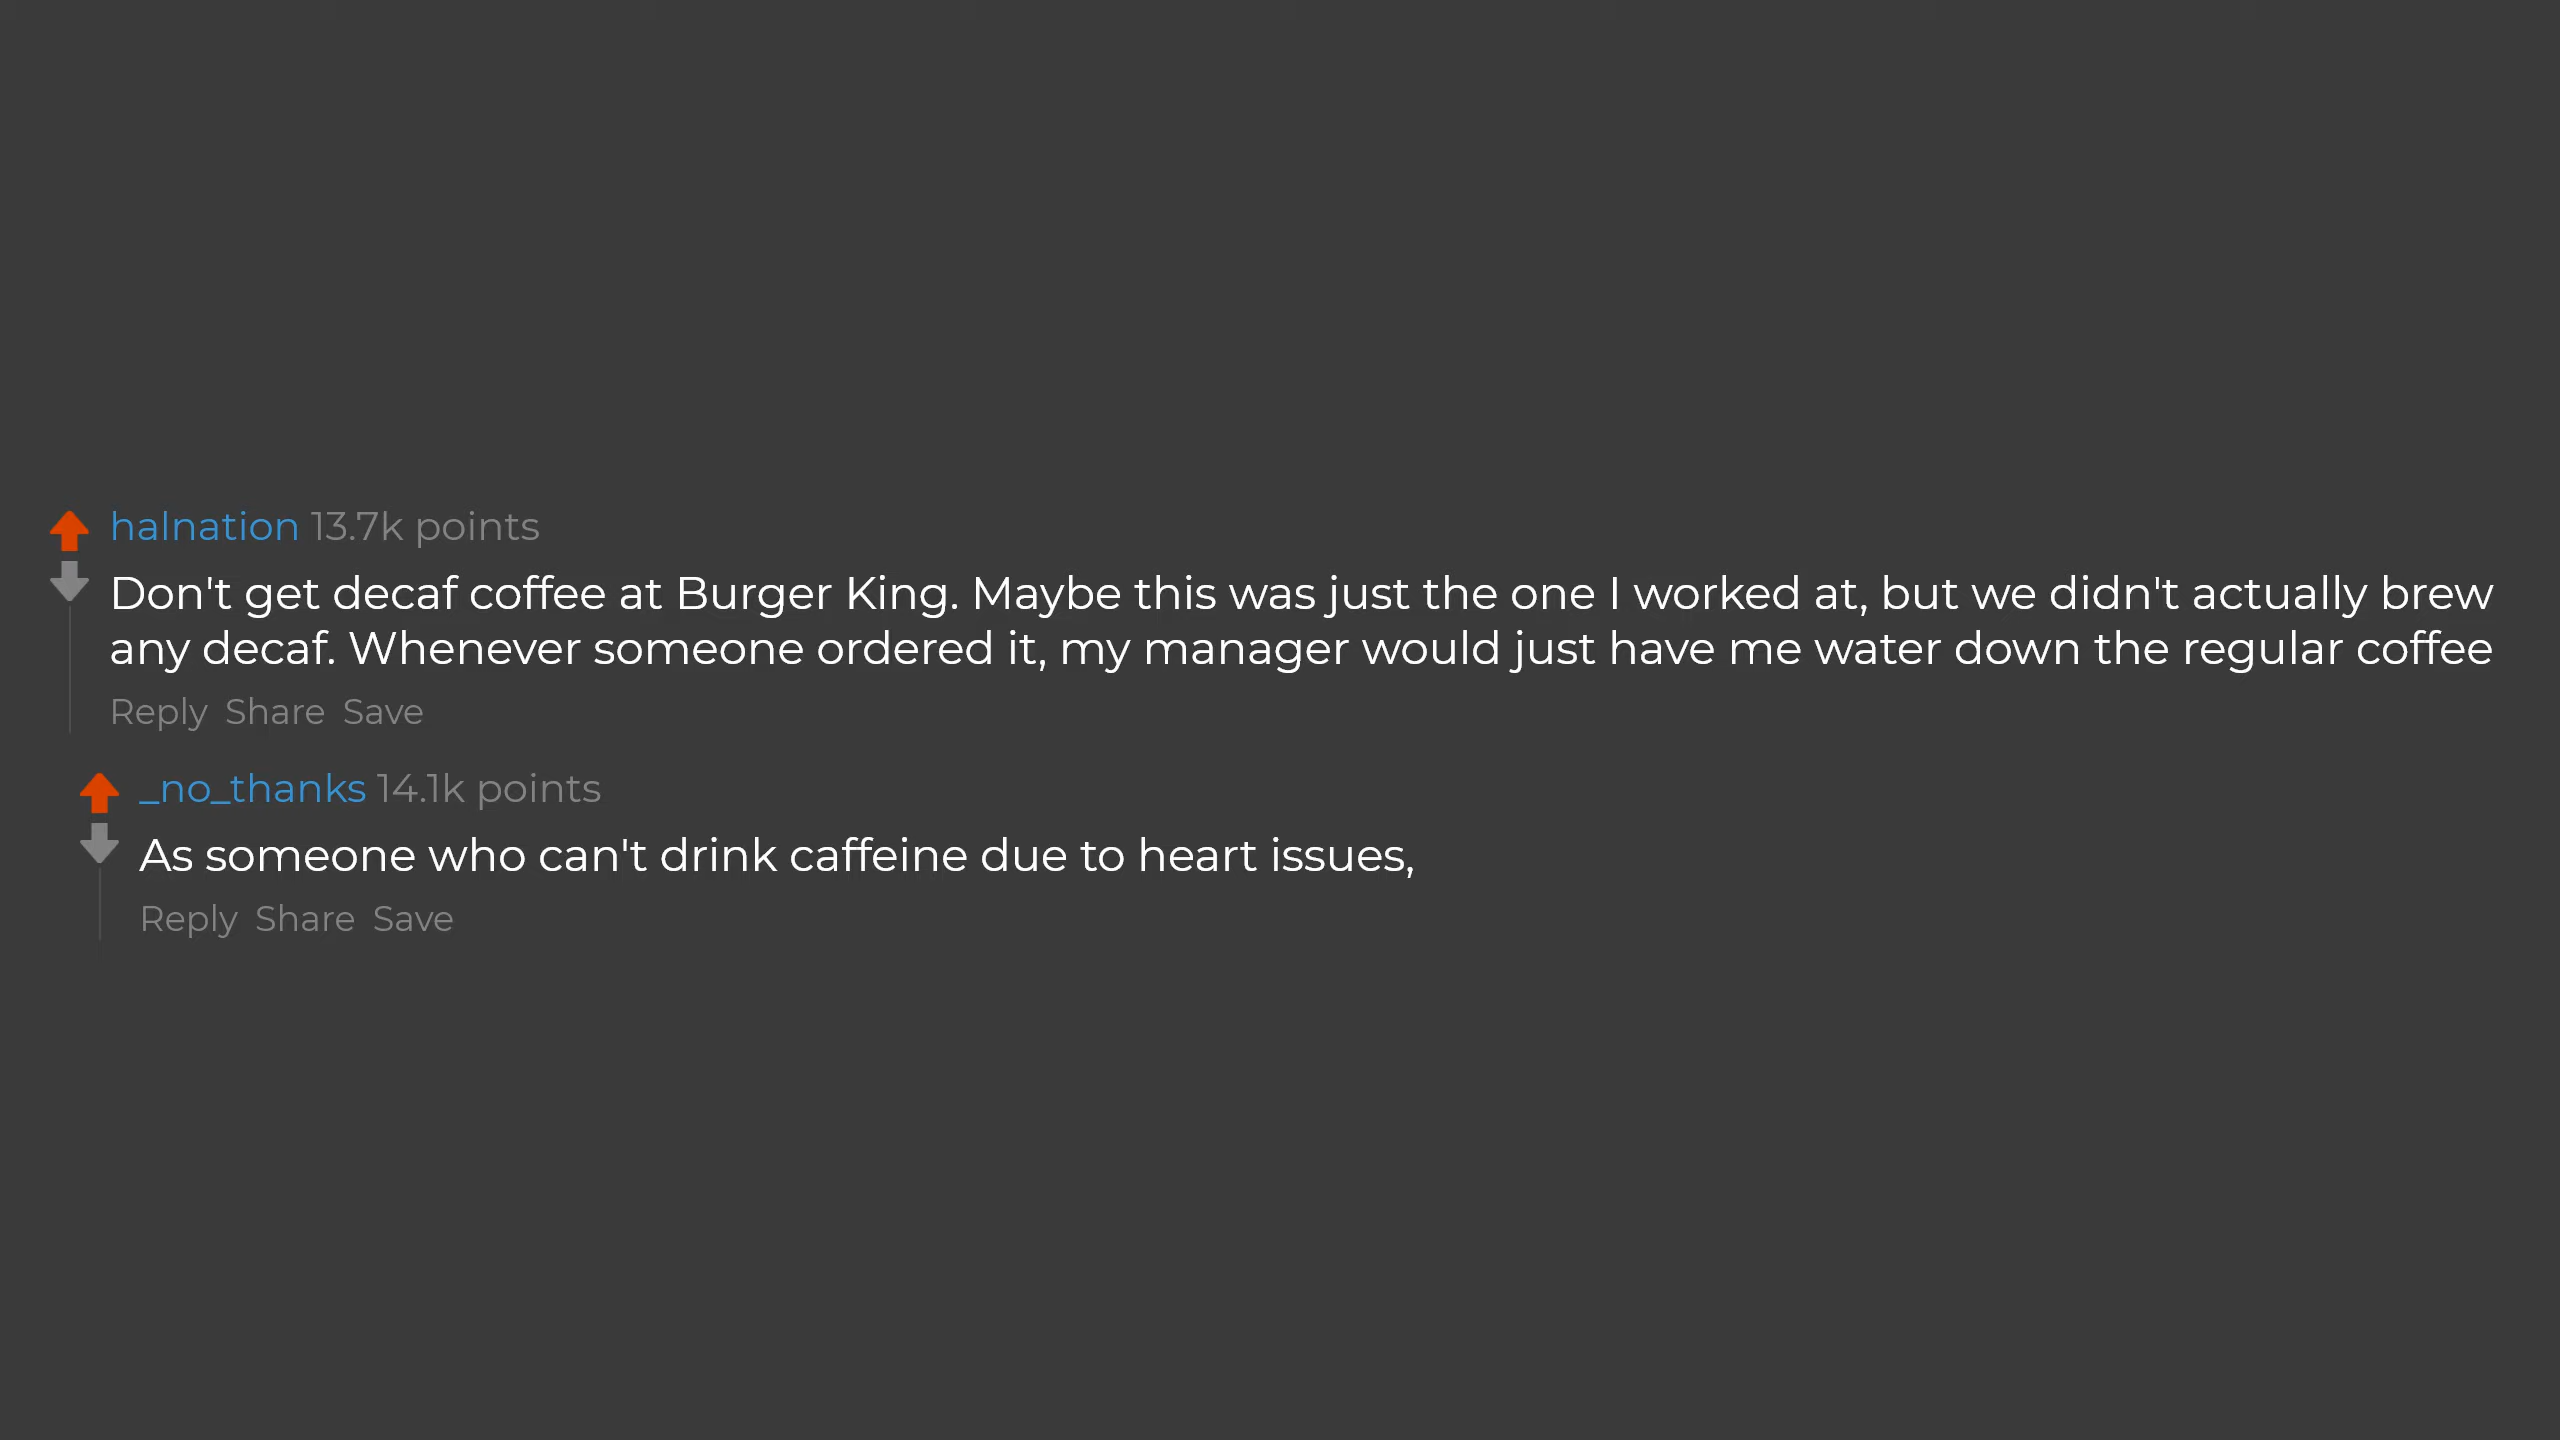 halnation 13.7k points
Don't get decaf coffee at Burger King. Maybe this was just the one I worked at, but we didn't actually brew
any decaf. Whenever someone ordered it, my manager would just have me water down the regular coffee
Reply Share Save
_no_thanks 14.1k points
As someone who can't drink caffeine due to heart issues,
Reply Share Save